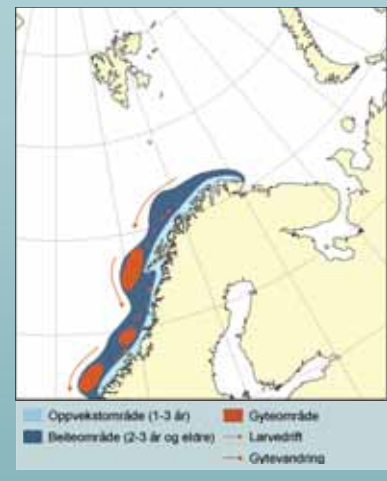 Oppvekstområde (1-3 år)
Beiteområde (2-3 år og eldre)
Gyteområde
Larvedrift
Gytevandring